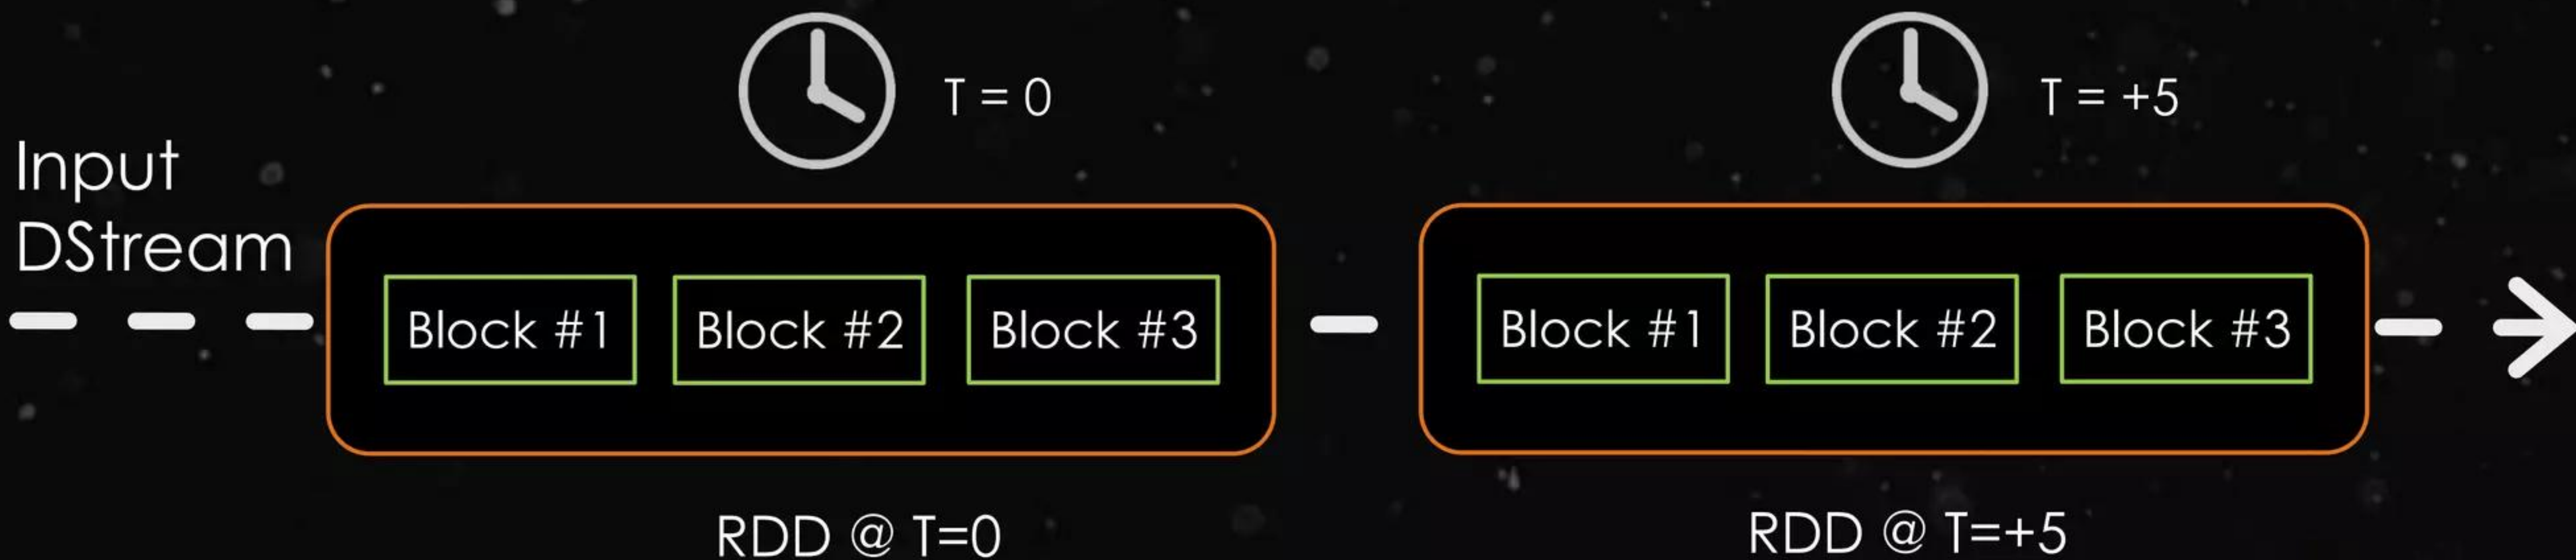 T = 0
T = +5
Input
DStream
Block #1
Block #2
Block #3
Block #1
Block #2
Block #3
RDD @ T=0
RDD @ T=+5